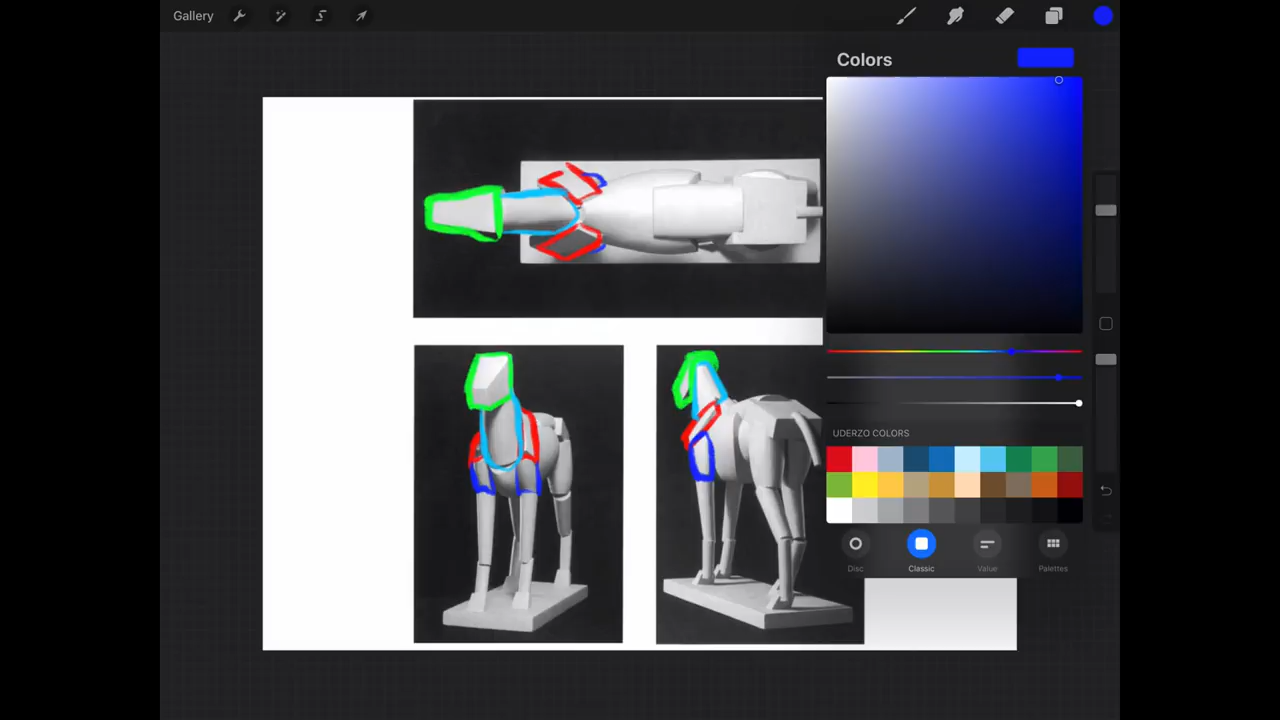 Gallery
Colors
UDERZO COLORS
Disc
Classic
Value
Palettes